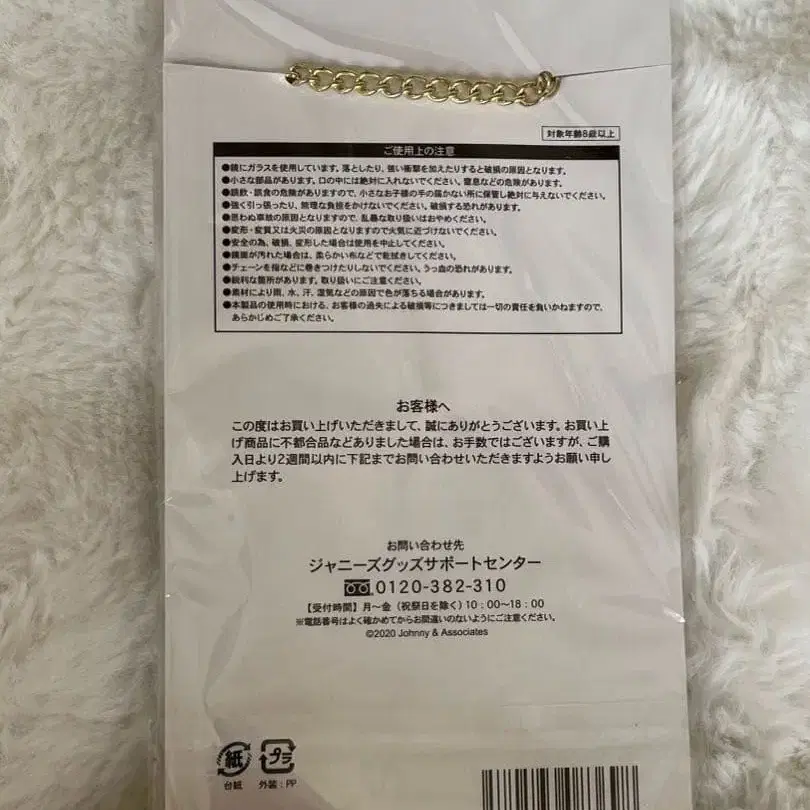 対象年齢8歳以上
ご使用上の注意
●鏡にガラスを使用しています。落としたり、強い衝撃を加えたりすると破損の原因となります。
●小さな部品があります。口の中には絶対に入れないでください。窒息などの危険があります。
●誤飲・誤食の危険がありますので、小さなお子様の手の届かない所に保管し絶対に与えないでください。
●強く引っ張ったり、無理な負担をかけないでください。破損する恐れがあります。
●思わぬ事故の原因となりますので、乱暴な取り扱いはおやめください。
●変形・変質又は火災の原因となりますので火気に近づけないでください。
●安全の為、破損、変形した場合は使用を中止してください。
●鏡面が汚れた場合は、柔らかい布などで乾拭きしてください。
●チェーンを指などに巻きつけたりしないでください。うっ血の恐れがあります。
●鋭利な箇所があります。取り扱いにご注意ください。
●素材により雨、水、汗、湿気などの原因で色が落ちる場合があります。
●本製品の使用時における、お客様の過失による破損等につきましては一切の責任を負いかねますので、
あらかじめご了承ください。
お客様へ
この度はお買い上げいただきまして、誠にありがとうございます。お買い上
げ商品に不都合品などありました場合は、お手数ではございますが、ご購
入日より2週間以内に下記までお問い合わせいただきますようお願い申し
上げます。
お問い合わせ先
ジャニーズグッズサポートセンター
0120-382-310
【受付時間】月〜金（祝祭日を除く）10：00〜18：00
※電話番号はよく確かめてからお間違いのないようにご注意ください。
©2020 Johnny & Associates
紙 プラ
台紙 外装：PP